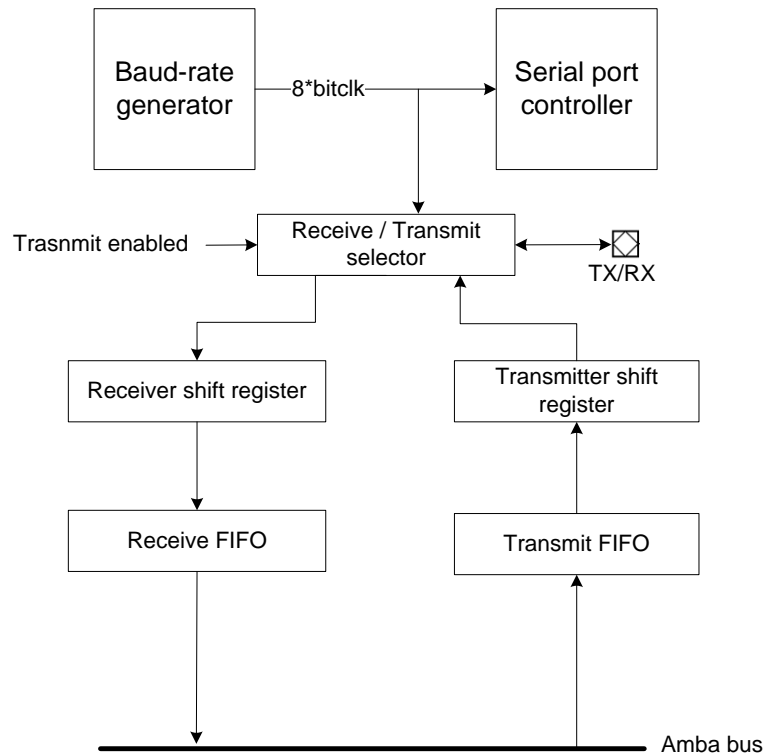 Baud-rate
generator
8*bitclk
Serial port
controller
Trasnmit enabled
Receive / Transmit
selector
TX/RX
Receiver shift register
Transmitter shift
register
Receive FIFO
Transmit FIFO
Amba bus